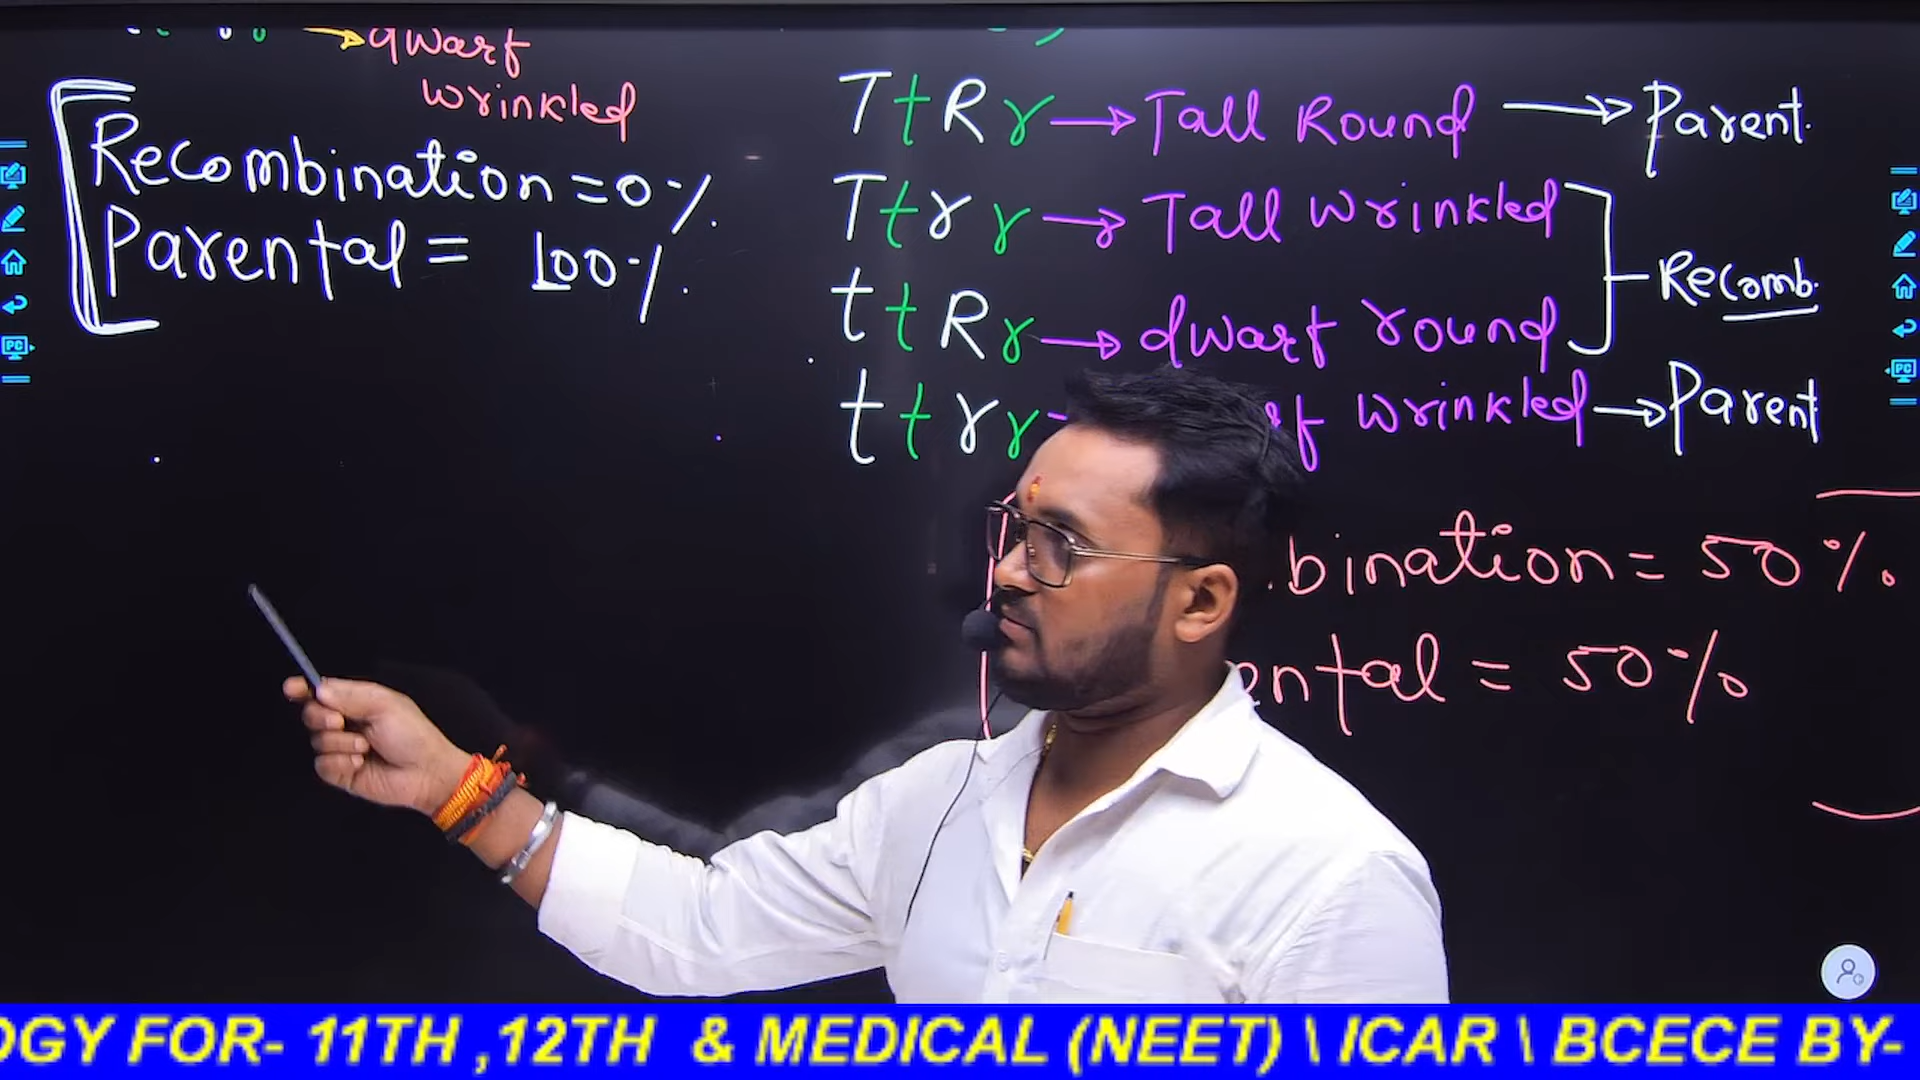 dwarf
wrinkled
Recombination = 0%.
Parental = 100%.
TtRr → Tall Round → Parent.
Ttrr → Tall wrinkled
Recomb.
ttRr → dwarf round
ttrr wrinkled → Parent
bination = 50%.
ental = 50%
OGY FOR- 11TH ,12TH & MEDICAL (NEET) \ ICAR \ BCECE BY-